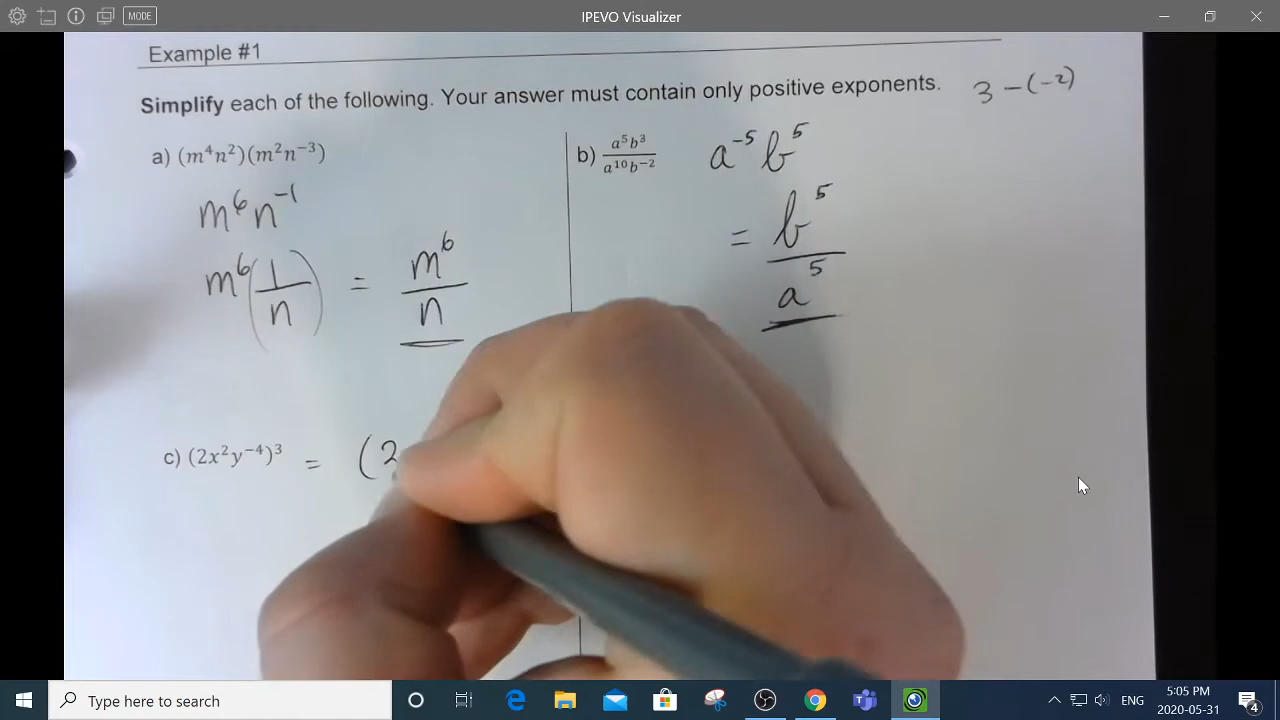 IPEVO Visualizer
MODE
Example #1
Simplify each of the following. Your answer must contain only positive exponents.
3 - (-2)
a) (m⁴n²)(m²n⁻³)
m⁶n⁻¹
m⁶(1/n) = m⁶/n
b) a⁵b³/a¹⁰b⁻²
a⁻⁵b⁵
= b⁵/a⁵
c) (2x²y⁻⁴)³ = (2
Type here to search
ENG
5:05 PM
2020-05-31
4